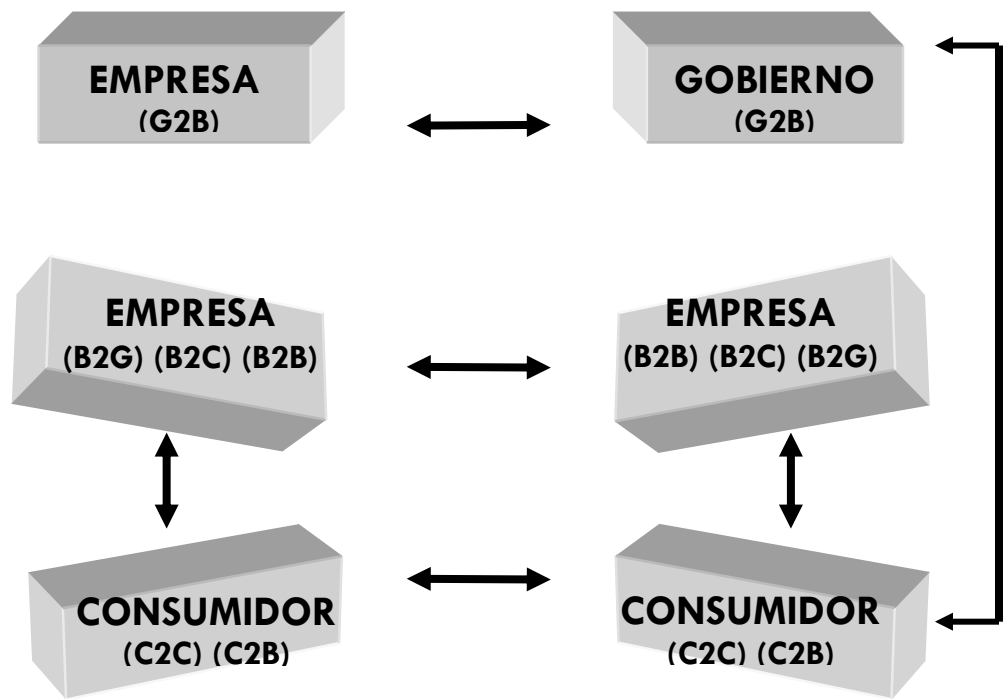 EMPRESA
(G2B)
GOBIERNO
(G2B)
EMPRESA
(B2G) (B2C) (B2B)
EMPRESA
(B2B) (B2C) (B2G)
CONSUMIDOR
(C2C) (C2B)
CONSUMIDOR
(C2C) (C2B)